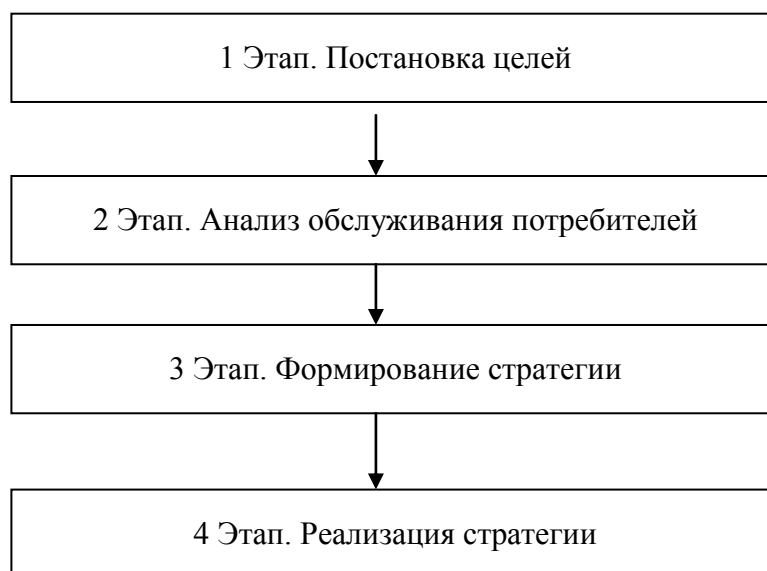 1 Этап. Постановка целей
2 Этап. Анализ обслуживания потребителей
3 Этап. Формирование стратегии
4 Этап. Реализация стратегии